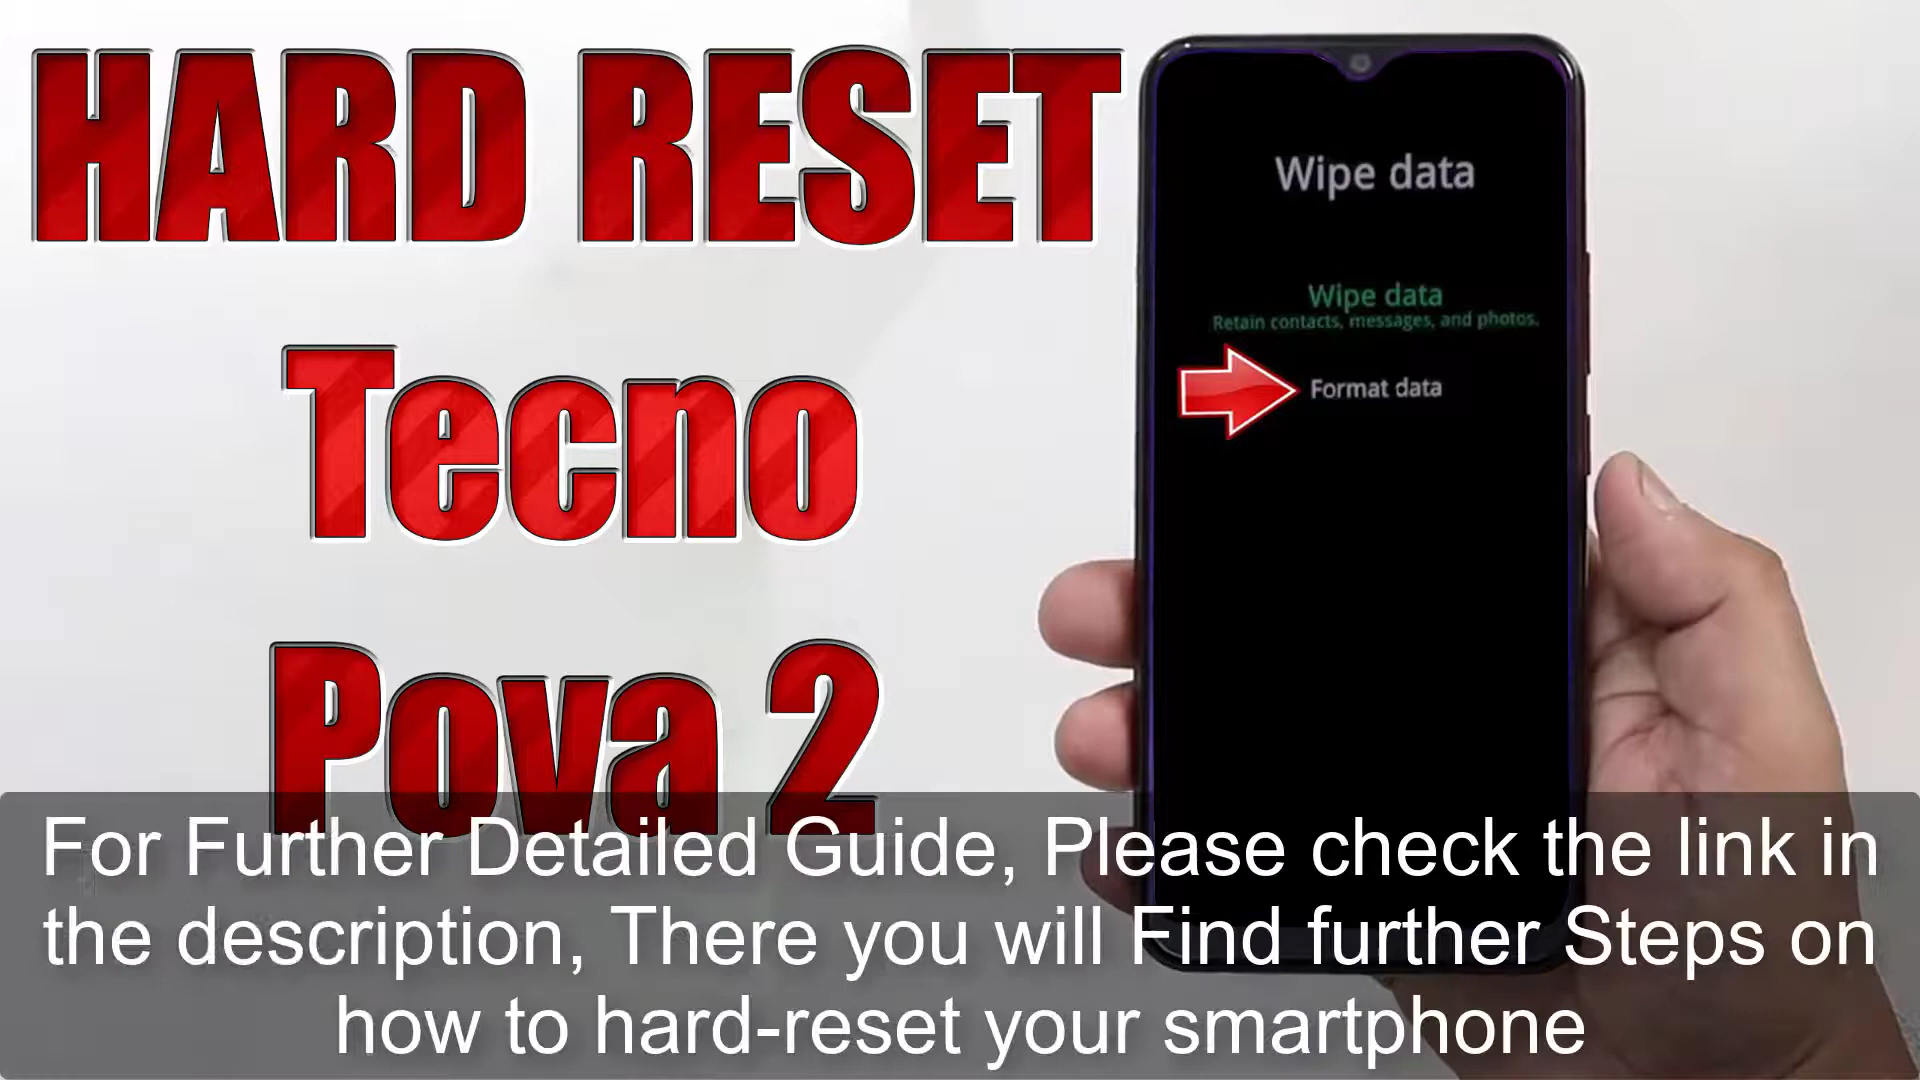 HARD RESET
Tecno
Pova 2
Wipe data
Wipe data
Retain contacts, messages, and photos.
Format data
For Further Detailed Guide, Please check the link in
the description, There you will Find further Steps on
how to hard-reset your smartphone